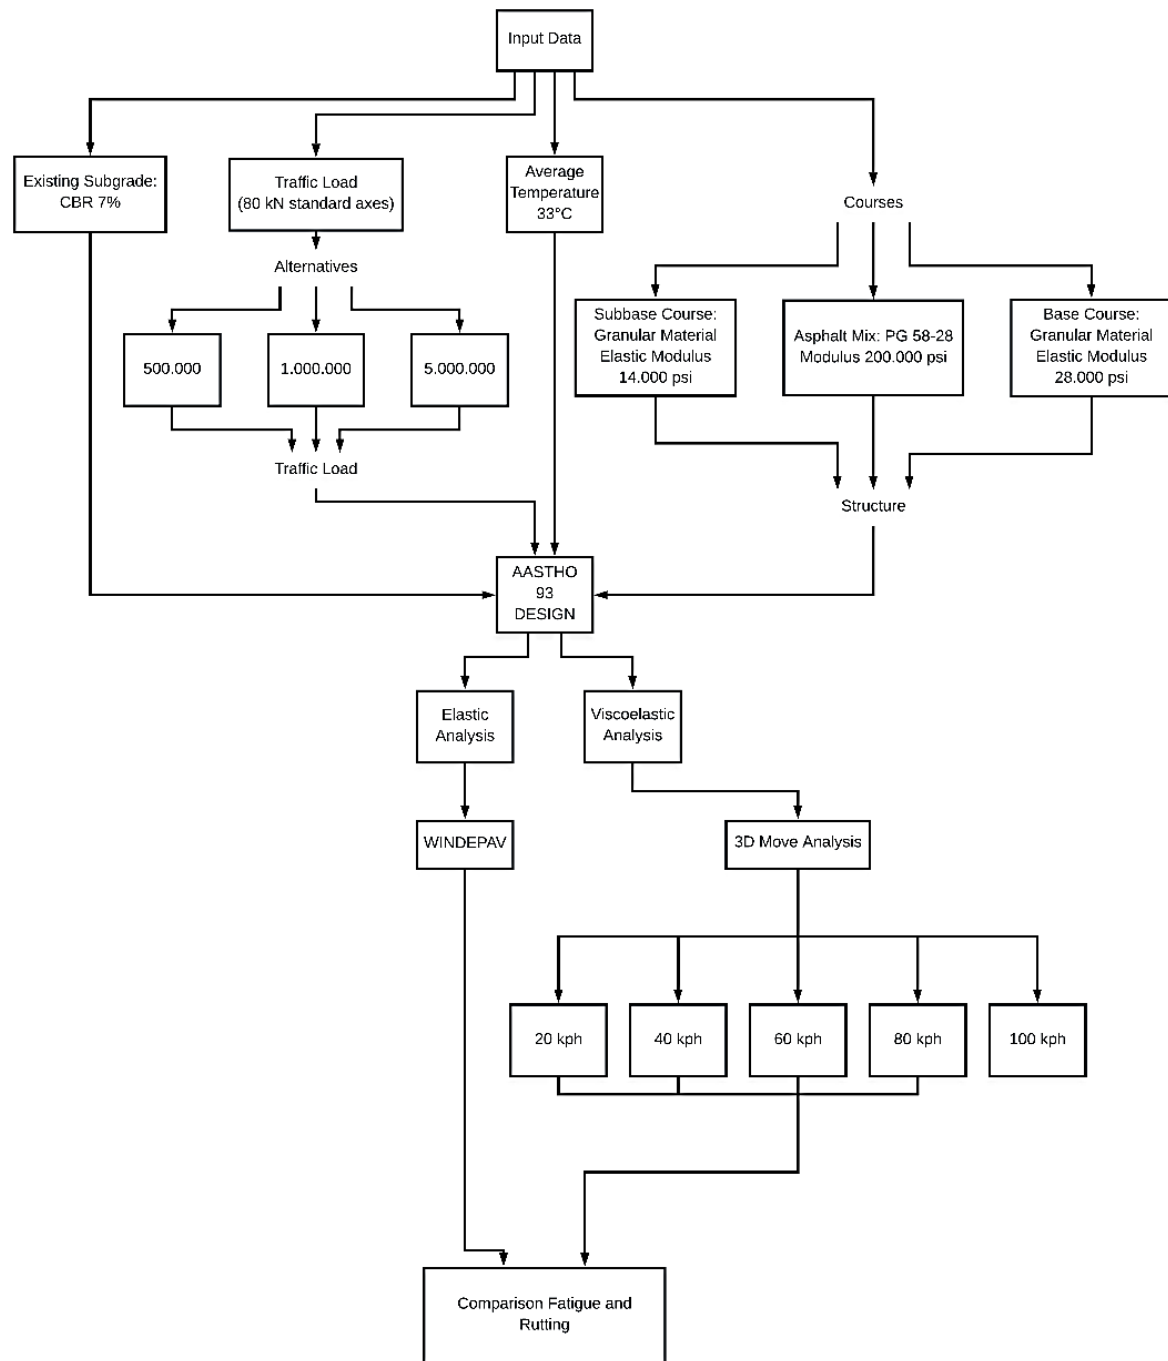 Input Data
Existing Subgrade:
CBR 7%
Traffic Load
(80 kN standard axes)
Average
Temperature
33°C
Courses
Alternatives
500.000
1.000.000
5.000.000
Subbase Course:
Granular Material
Elastic Modulus
14.000 psi
Asphalt Mix: PG 58-28
Modulus 200.000 psi
Base Course:
Granular Material
Elastic Modulus
28.000 psi
Traffic Load
Structure
AASTHO
93
DESIGN
Elastic
Analysis
Viscoelastic
Analysis
WINDEPAV
3D Move Analysis
20 kph
40 kph
60 kph
80 kph
100 kph
Comparison Fatigue and
Rutting